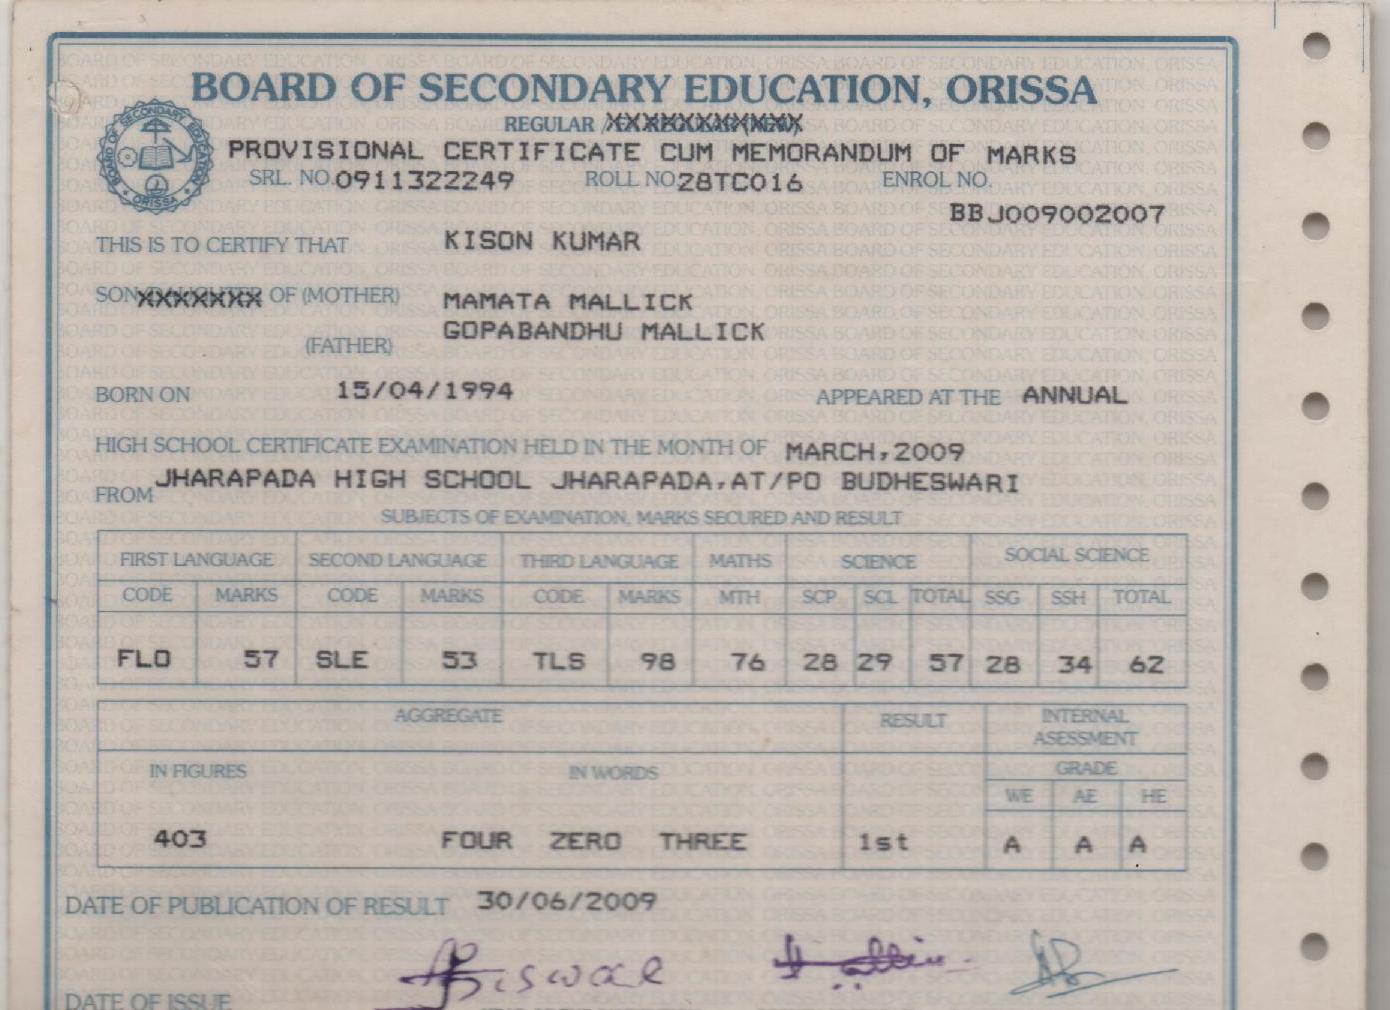 BOARD OF SECONDARY EDUCATION, ORISSA
REGULAR /
PROVISIONAL CERTIFICATE CUM MEMORANDUM OF MARKS
SRL. NO. 0911322249 ROLL NO. 28TC016 ENROL NO.
BBJ009002007
THIS IS TO CERTIFY THAT KISON KUMAR
SON OF (MOTHER) MAMATA MALLICK
GOPABANDHU MALLICK
(FATHER)
BORN ON 15/04/1994 APPEARED AT THE ANNUAL
HIGH SCHOOL CERTIFICATE EXAMINATION HELD IN THE MONTH OF MARCH,2009
FROM JHARAPADA HIGH SCHOOL JHARAPADA,AT/PO BUDHESWARI
SUBJECTS OF EXAMINATION, MARKS SECURED AND RESULT
FIRST LANGUAGE SECOND LANGUAGE THIRD LANGUAGE MATHS SCIENCE SOCIAL SCIENCE
CODE MARKS CODE MARKS CODE MARKS MTH SCP SCL TOTAL SSG SSH TOTAL
FLO 57 SLE 53 TLS 98 76 28 29 57 28 34 62
AGGREGATE RESULT INTERNAL
ASESSMENT
IN FIGURES IN WORDS GRADE
WE AE HE
403 FOUR ZERO THREE 1st A A A
DATE OF PUBLICATION OF RESULT 30/06/2009
DATE OF ISSUE